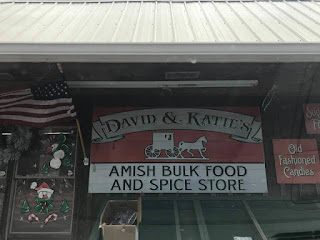 DAVID & KATIE'S
AMISH BULK FOOD
AND SPICE STORE
Old
Fashioned
Candies